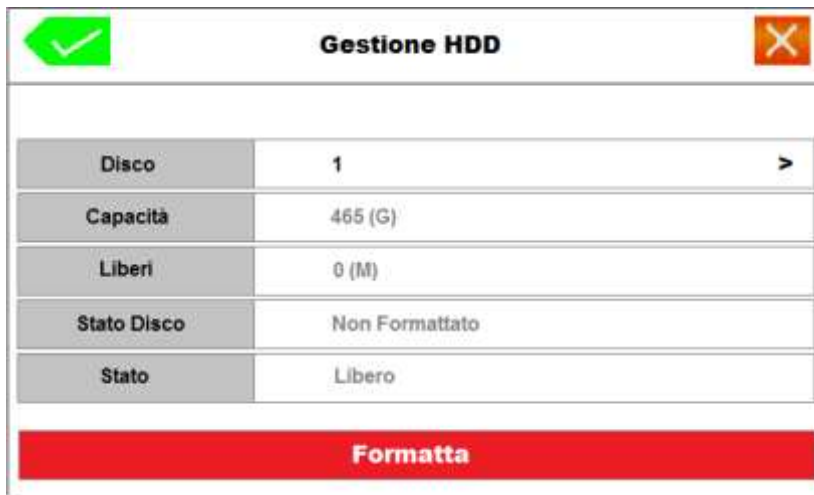 Gestione HDD
Disco 1 >
Capacità 465 (G)
Liberi 0 (M)
Stato Disco Non Formattato
Stato Libero
Formatta